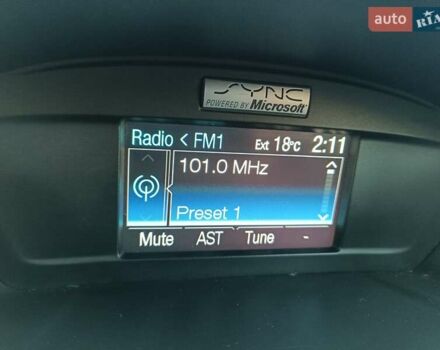 auto RIA
SYNC
POWERED BY Microsoft
Radio < FM1 Ext 18°C 2:11
101.0 MHz
Preset 1
Mute AST Tune -